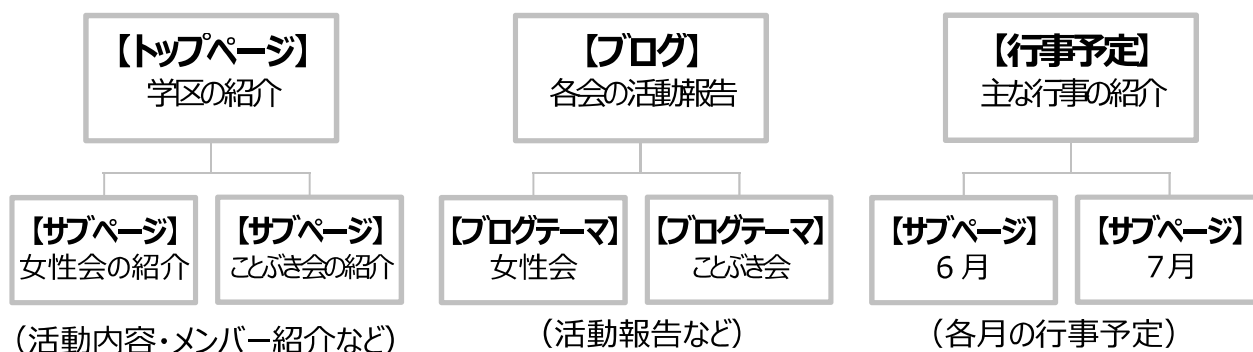 【トップページ】
学区の紹介
【ブログ】
各会の活動報告
【行事予定】
主な行事の紹介
【サブページ】
女性会の紹介
【サブページ】
ことぶき会の紹介
【ブログテーマ】
女性会
【ブログテーマ】
ことぶき会
【サブページ】
6月
【サブページ】
7月
（活動内容・メンバー紹介など）
（活動報告など）
（各月の行事予定）